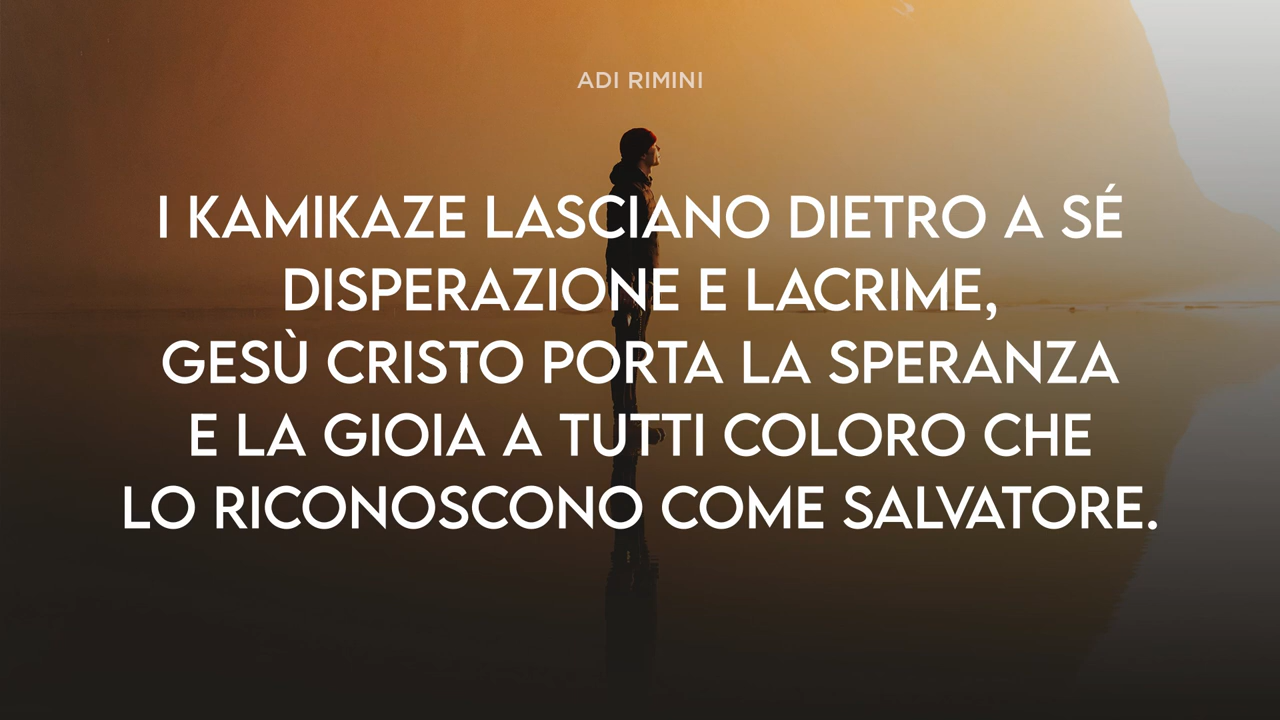 ADI RIMINI
I KAMIKAZE LASCIANO DIETRO A SÉ
DISPERAZIONE E LACRIME,
GESÙ CRISTO PORTA LA SPERANZA
E LA GIOIA A TUTTI COLORO CHE
LO RICONOSCONO COME SALVATORE.